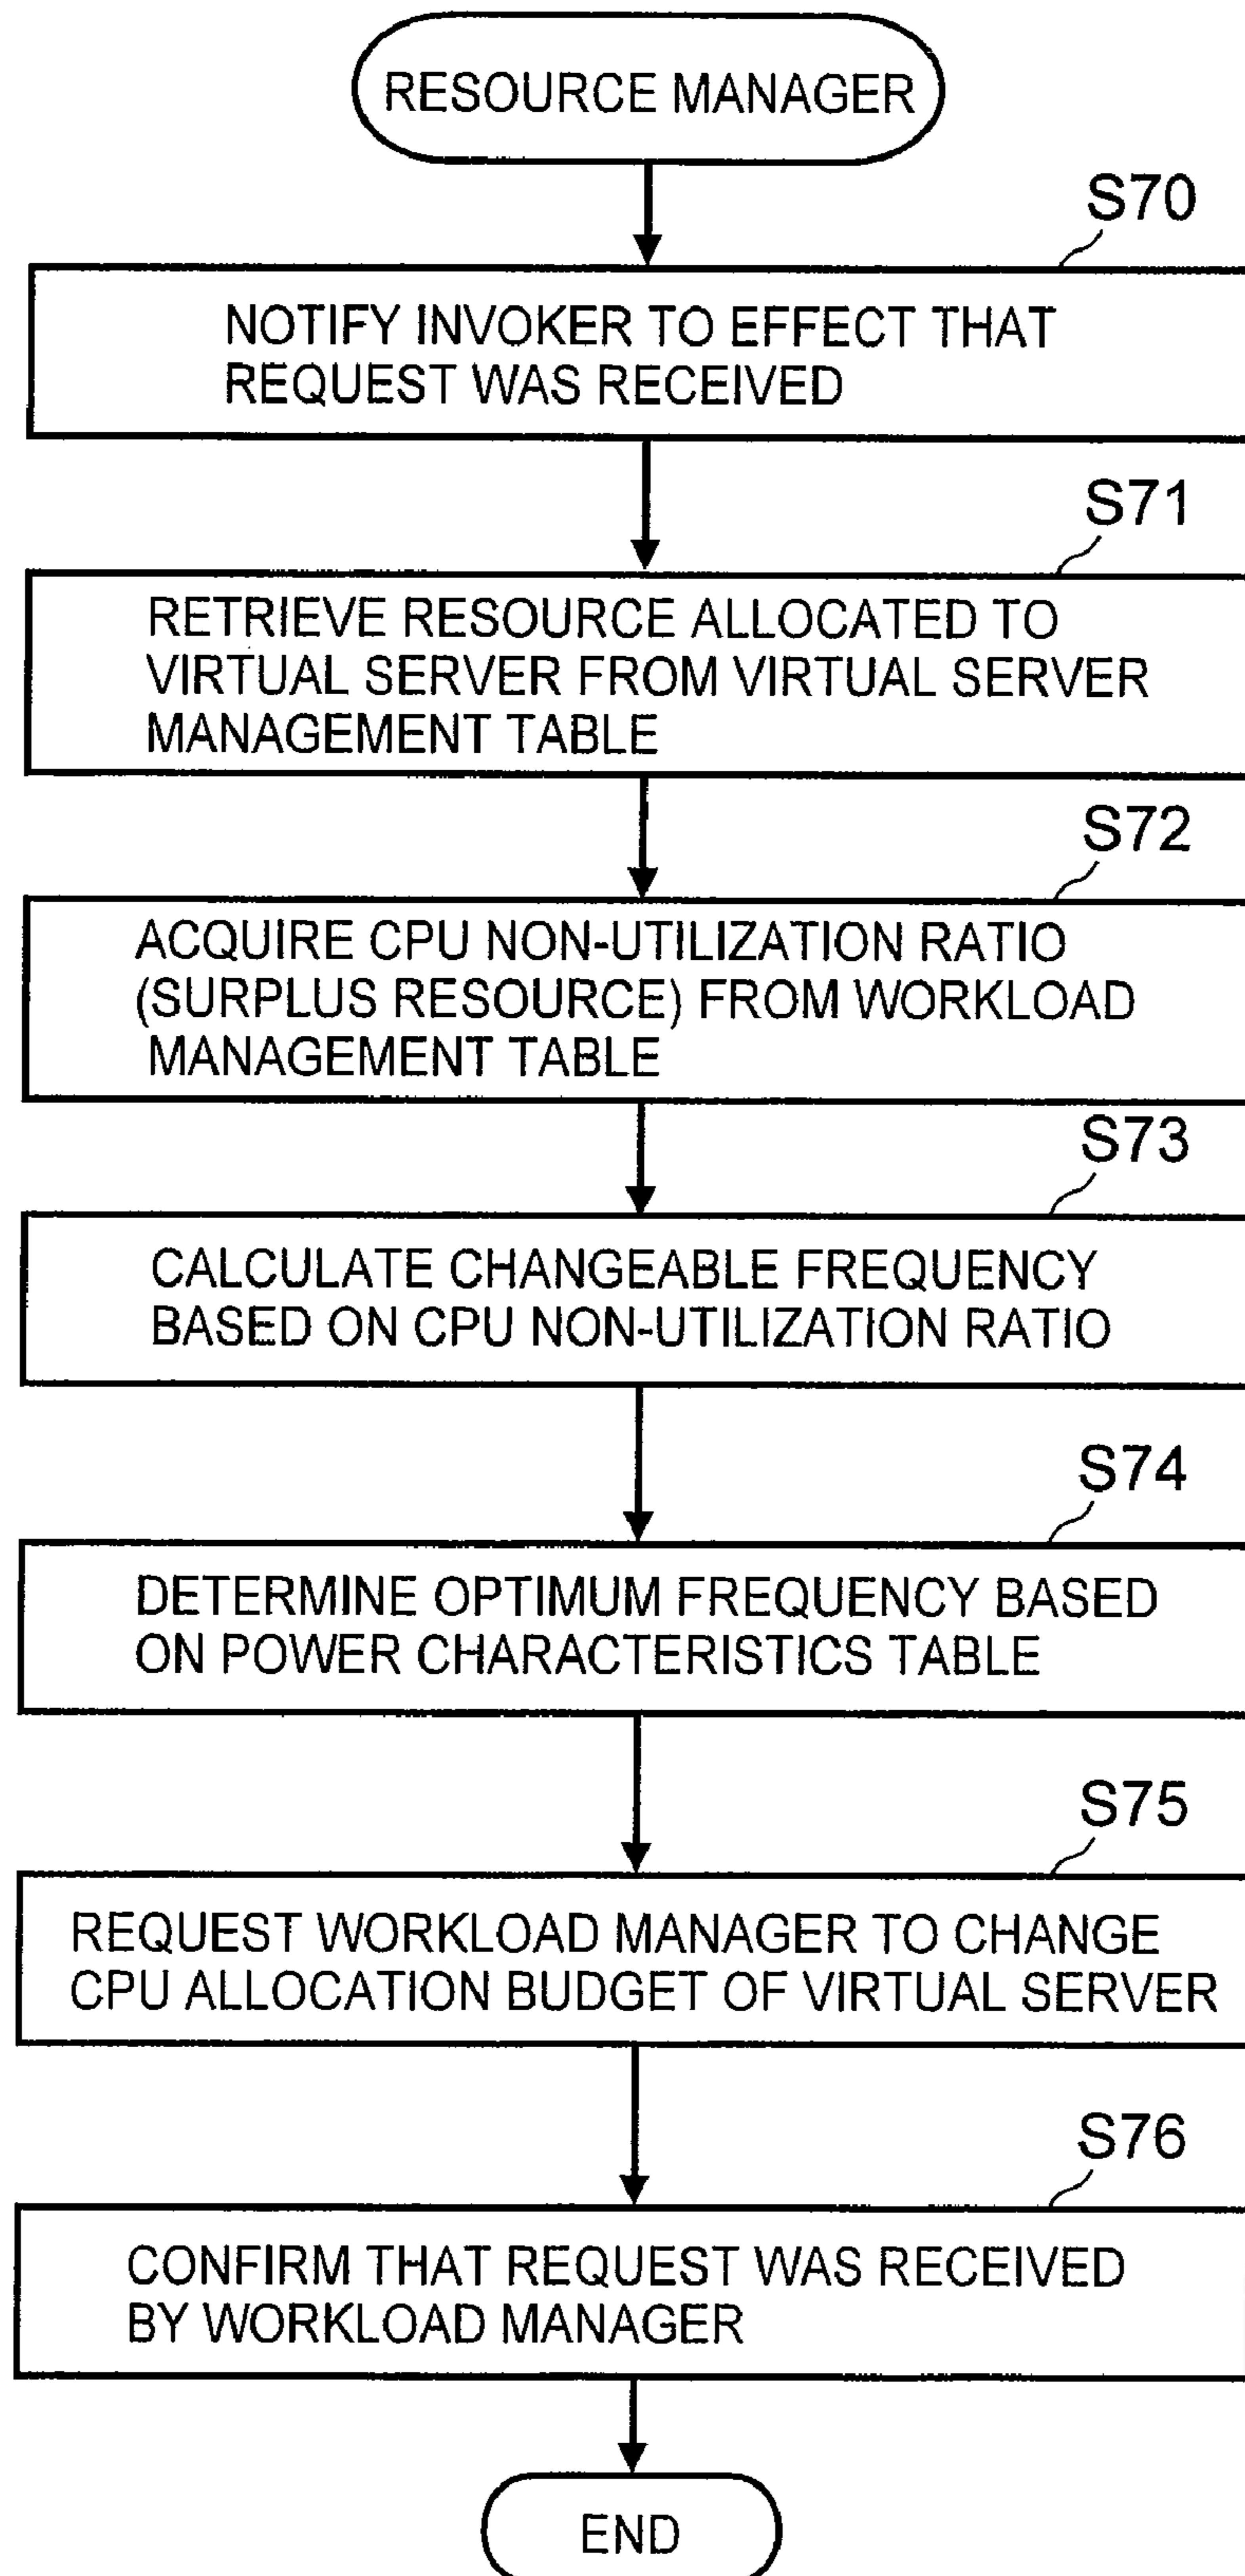 RESOURCE MANAGER
S70
NOTIFY INVOKER TO EFFECT THAT
REQUEST WAS RECEIVED
S71
RETRIEVE RESOURCE ALLOCATED TO
VIRTUAL SERVER FROM VIRTUAL SERVER
MANAGEMENT TABLE
S72
ACQUIRE CPU NON-UTILIZATION RATIO
(SURPLUS RESOURCE) FROM WORKLOAD
MANAGEMENT TABLE
S73
CALCULATE CHANGEABLE FREQUENCY
BASED ON CPU NON-UTILIZATION RATIO
S74
DETERMINE OPTIMUM FREQUENCY BASED
ON POWER CHARACTERISTICS TABLE
S75
REQUEST WORKLOAD MANAGER TO CHANGE
CPU ALLOCATION BUDGET OF VIRTUAL SERVER
S76
CONFIRM THAT REQUEST WAS RECEIVED
BY WORKLOAD MANAGER
END